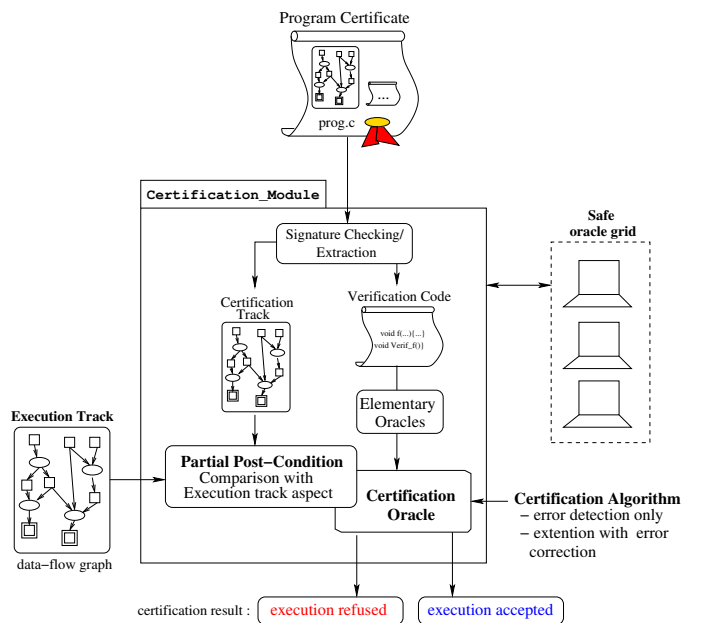 Program Certificate
...
prog.c
Certification_Module
Signature Checking/
Extraction
Safe
oracle grid
Certification
Track
Verification Code
void f(...){...}
void Verif_f()}
Elementary
Oracles
Execution Track
Partial Post−Condition
Comparison with
Execution track aspect
Certification
Oracle
Certification Algorithm
− error detection only
− extention with error
correction
data−flow graph
certification result :
execution refused
execution accepted